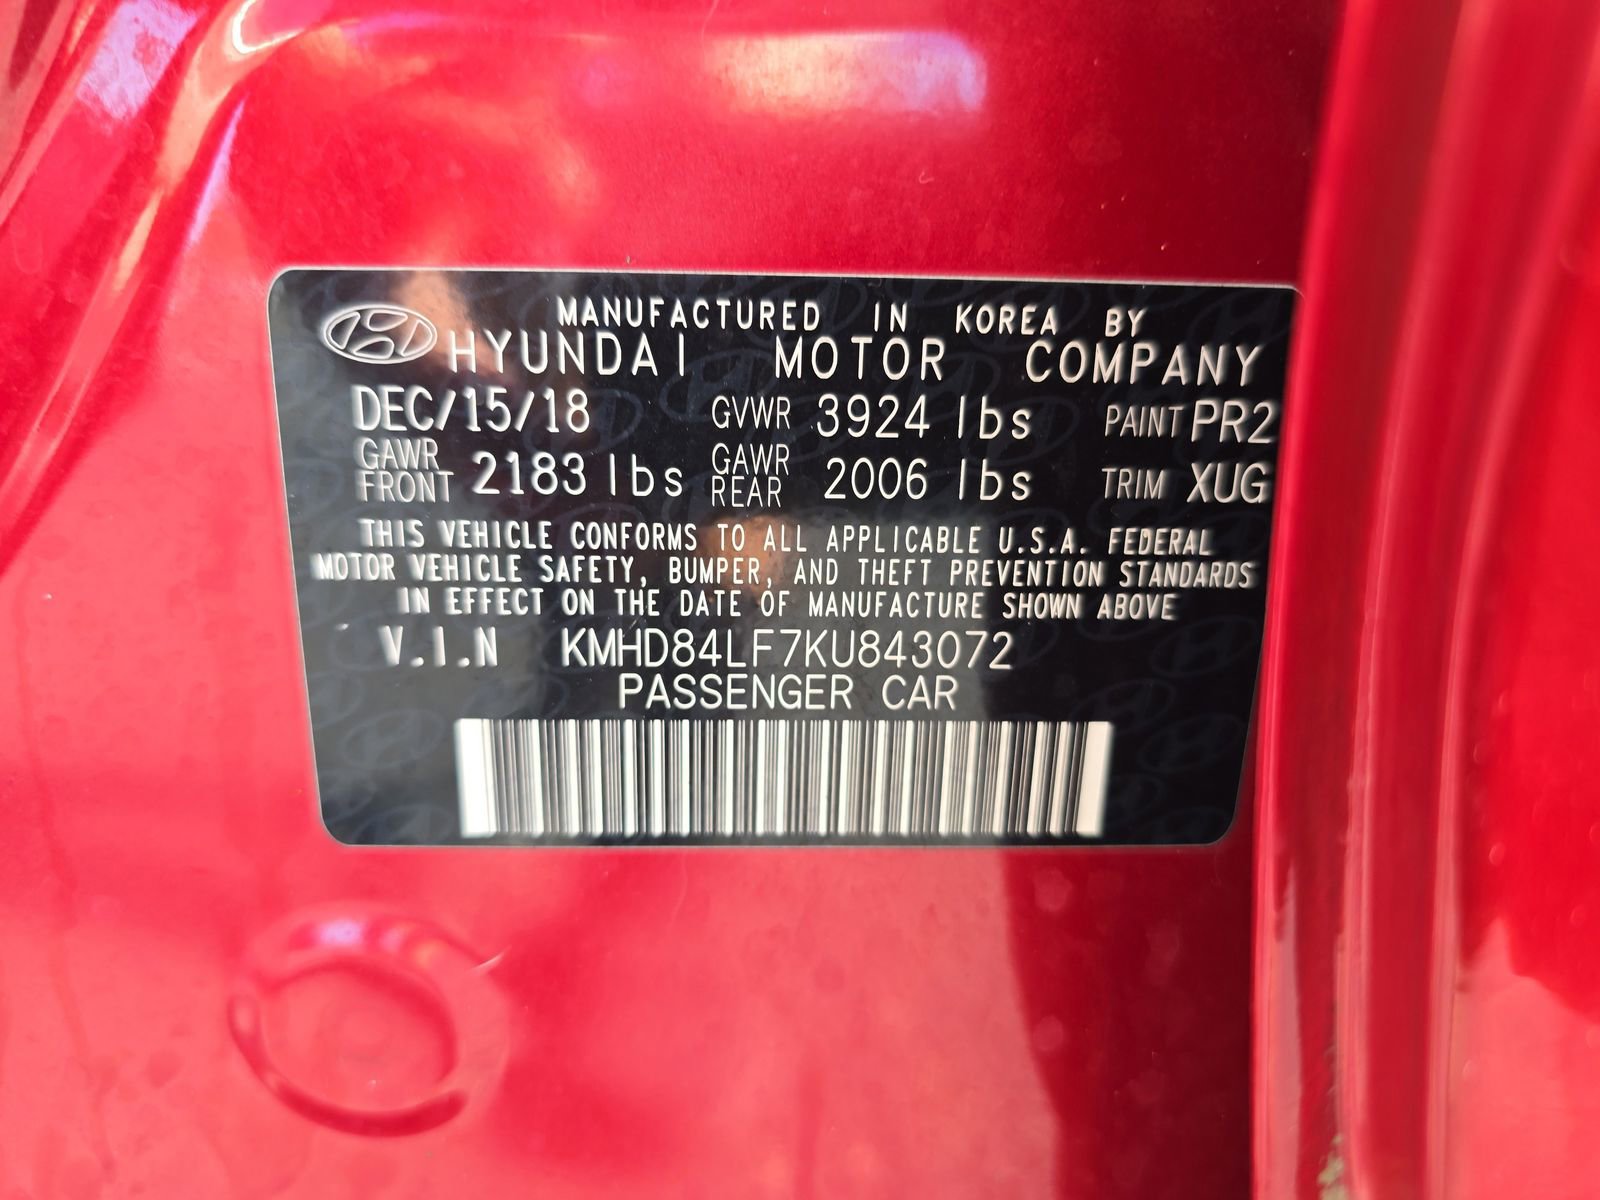 MANUFACTURED IN KOREA BY
HYUNDAI MOTOR COMPANY
DEC/15/18 GVWR 3924 lbs PAINT PR2
GAWR FRONT 2183 lbs GAWR REAR 2006 lbs TRIM XUG
THIS VEHICLE CONFORMS TO ALL APPLICABLE U.S.A. FEDERAL
MOTOR VEHICLE SAFETY, BUMPER, AND THEFT PREVENTION STANDARDS
IN EFFECT ON THE DATE OF MANUFACTURE SHOWN ABOVE
V.I.N KMHD84LF7KU843072
PASSENGER CAR